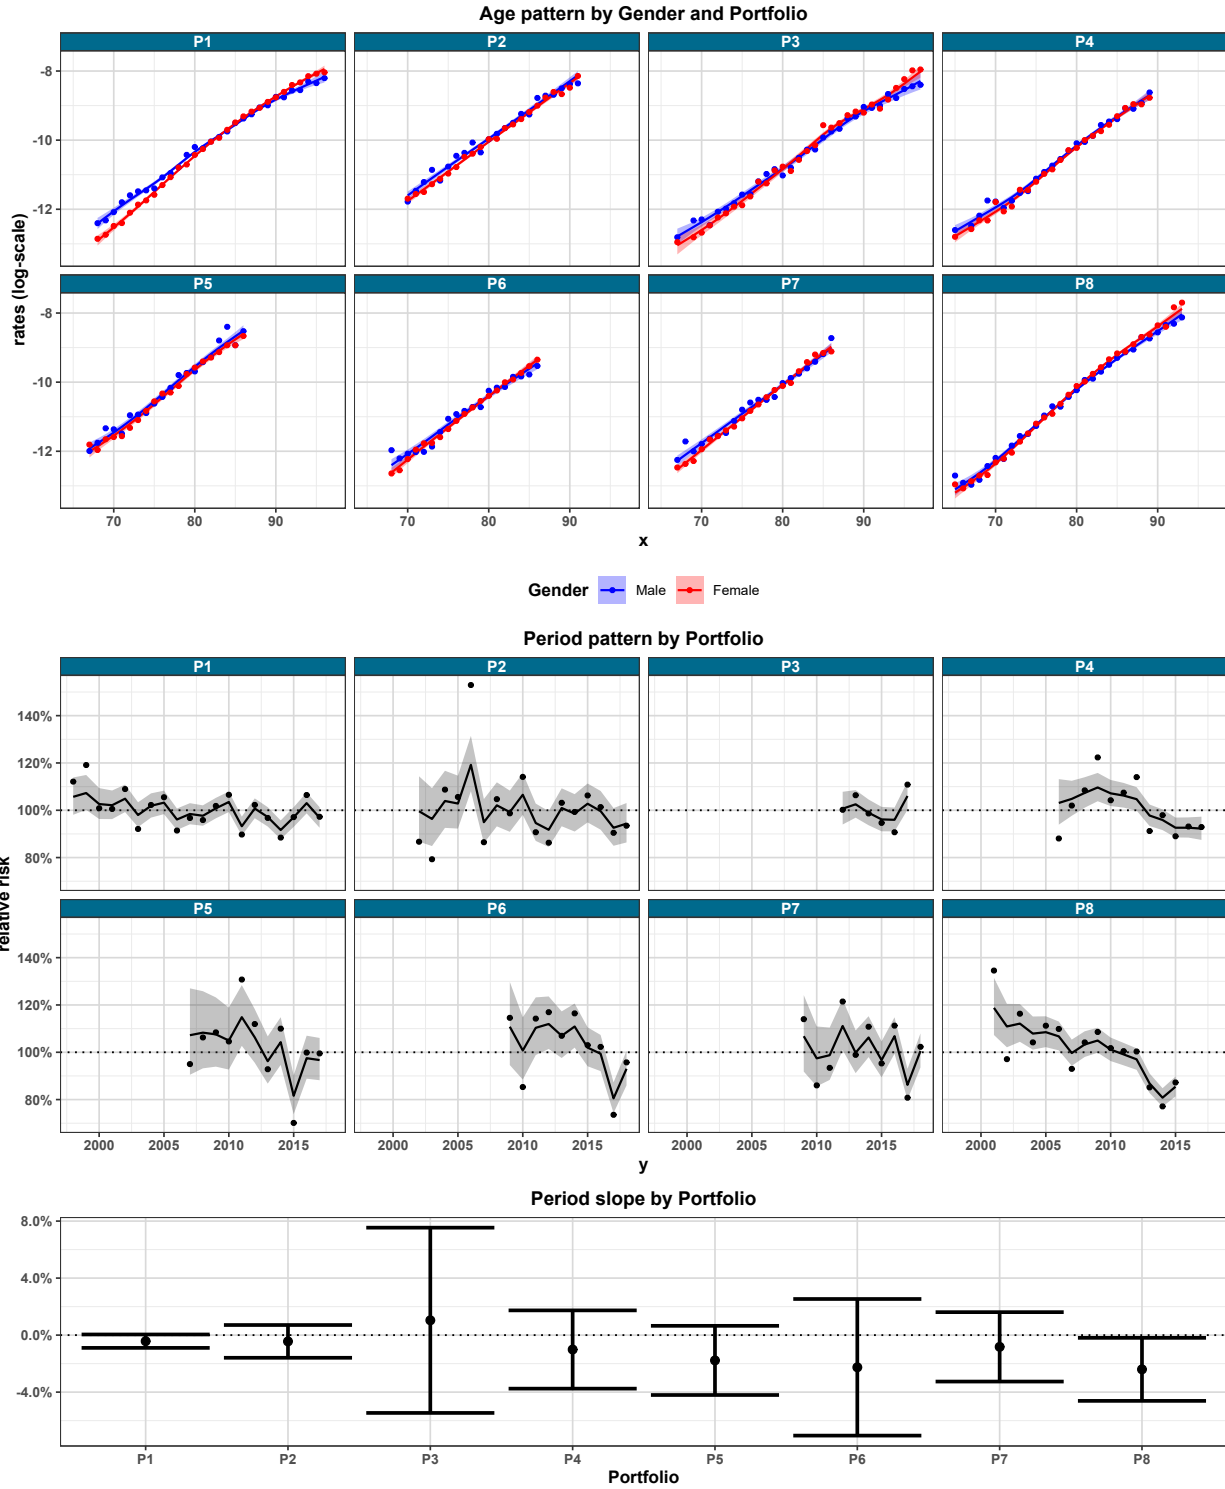 Age pattern by Gender and Portfolio
P1 P2 P3 P4
-8
-10
-12
P5 P6 P7 P8
-8
-10
-12
rates (log-scale)
70 80 90 70 80 90 70 80 90 70 80 90
x
Gender Male Female
Period pattern by Portfolio
P1 P2 P3 P4
140%
120%
100%
80%
P5 P6 P7 P8
140%
120%
100%
80%
relative risk
2000 2005 2010 2015 2000 2005 2010 2015 2000 2005 2010 2015 2000 2005 2010 2015
y
Period slope by Portfolio
8.0%
4.0%
0.0%
-4.0%
P1 P2 P3 P4 P5 P6 P7 P8
Portfolio